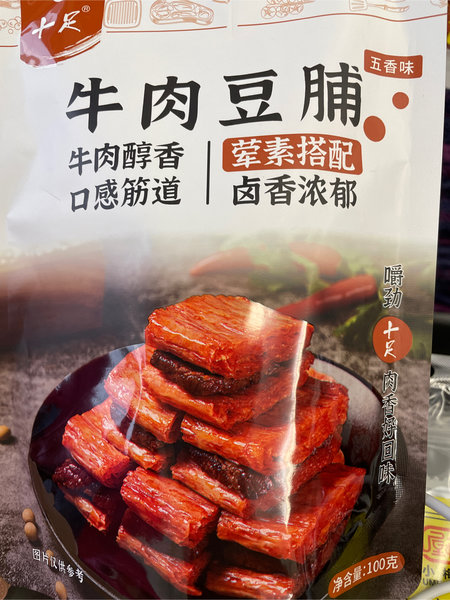 十足®
五香味
牛肉豆脯
牛肉醇香
荤素搭配
口感筋道
卤香浓郁
嚼劲
十足
肉香好回味
图片仅供参考
净含量:100克
小